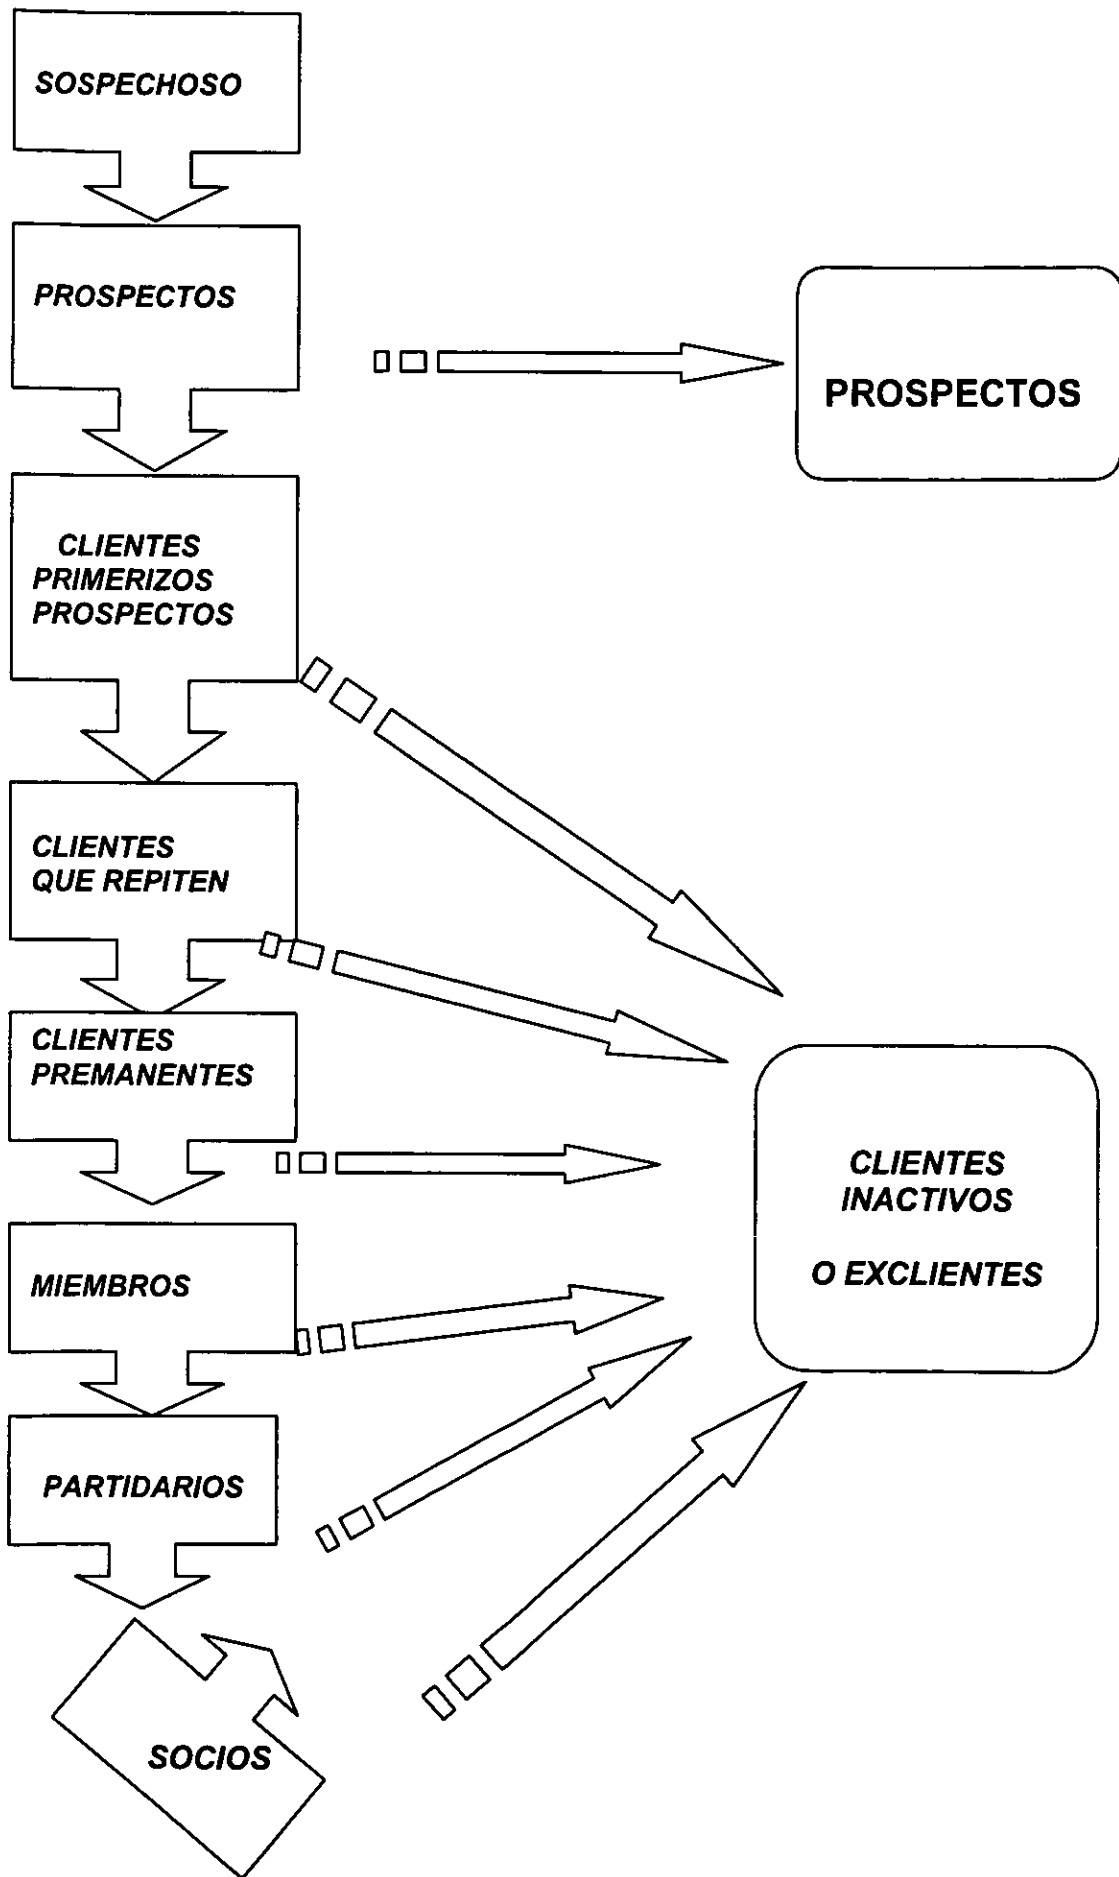 SOSPECHOSO
PROSPECTOS
PROSPECTOS
CLIENTES
PRIMERIZOS
PROSPECTOS
CLIENTES
QUE REPITEN
CLIENTES
PREMANENTES
CLIENTES
INACTIVOS
O EXCLIENTES
MIEMBROS
PARTIDARIOS
SOCIOS